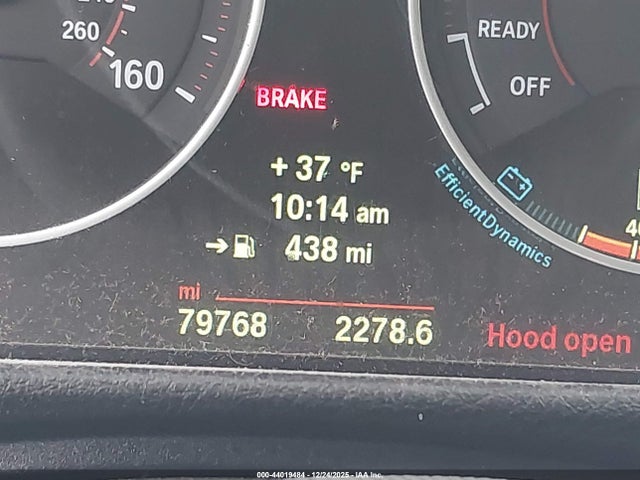 260
160
READY
OFF
BRAKE
+ 37 °F
10:14 am
→ 438 mi
EfficientDynamics
mi
79768 2278.6
Hood open
000-44019484 - 12/24/2025 - IAA Inc.